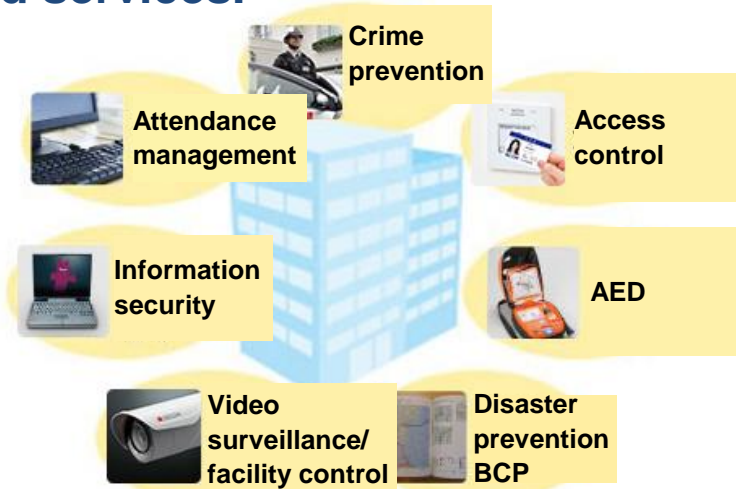 Crime
prevention
Attendance
management
Access
control
Information
security
AED
Video
surveillance/
facility control
Disaster
prevention
BCP